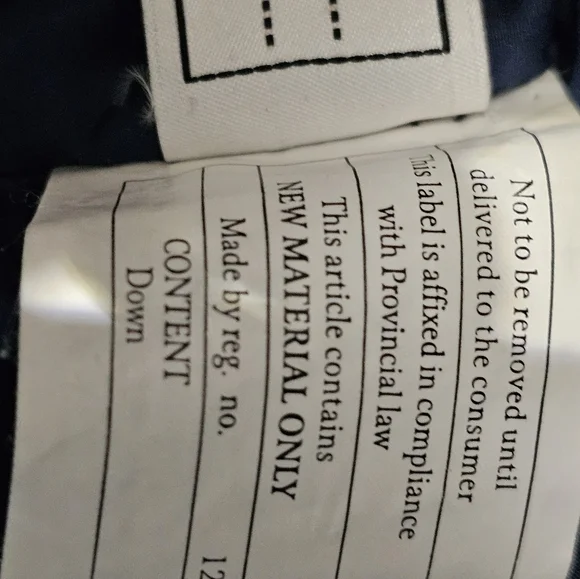 Not to be removed until
delivered to the consumer
This label is affixed in compliance
with Provincial law
This article contains
NEW MATERIAL ONLY
Made by reg. no. 12
CONTENT
Down